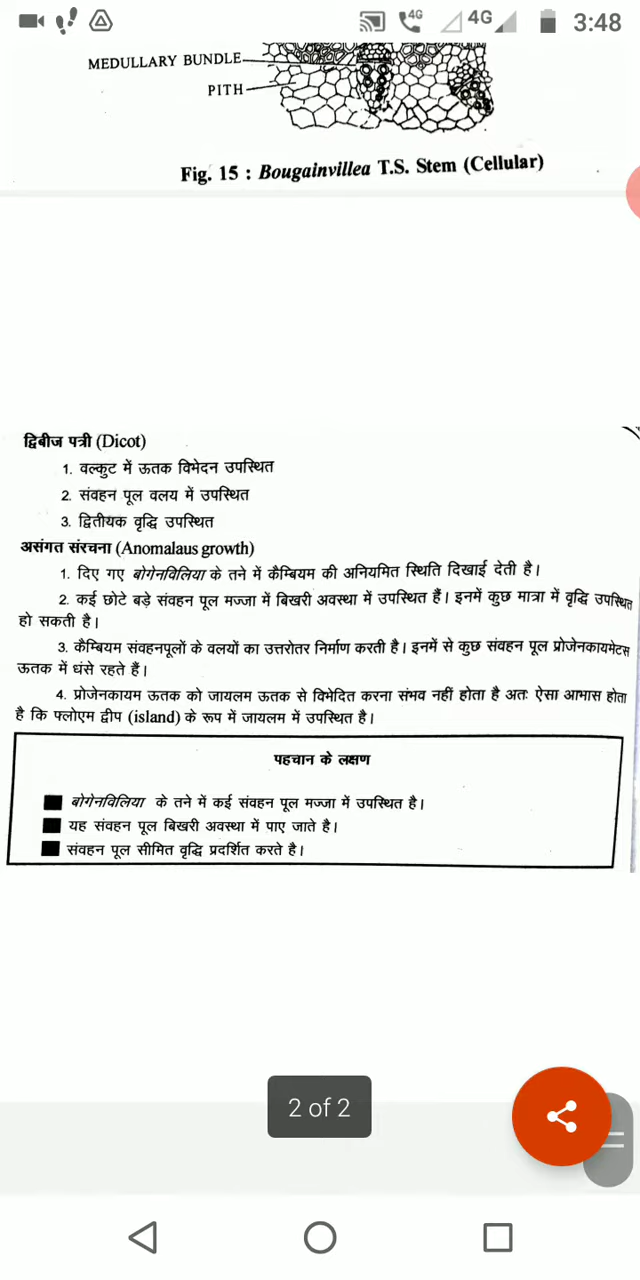 4G 4G 3:48
MEDULLARY BUNDLE
PITH
Fig. 15 : Bougainvillea T.S. Stem (Cellular)
द्विबीज पत्री (Dicot)
1. वल्कुट में ऊतक विभेदन उपस्थित
2. संवहन पूल वलय में उपस्थित
3. द्वितीयक वृद्धि उपस्थित
असंगत संरचना (Anomalaus growth)
1. दिए गए बोगेनविलिया के तने में कैम्बियम की अनियमित स्थिति दिखाई देती है।
2. कई छोटे बड़े संवहन पूल मज्जा में बिखरी अवस्था में उपस्थित हैं। इनमें कुछ मात्रा में वृद्धि उपस्थित
हो सकती है।
3. कैम्बियम संवहनपूलों के वलयों का उत्तरोतर निर्माण करती है। इनमें से कुछ संवहन पूल प्रोजेनकायमेटस
ऊतक में धंसे रहते हैं।
4. प्रोजेनकायम ऊतक को जायलम ऊतक से विभेदित करना संभव नहीं होता है अतः ऐसा आभास होता
है कि फ्लोएम द्वीप (island) के रूप में जायलम में उपस्थित है।
पहचान के लक्षण
बोगेनविलिया के तने में कई संवहन पूल मज्जा में उपस्थित है।
यह संवहन पूल बिखरी अवस्था में पाए जाते है।
संवहन पूल सीमित वृद्धि प्रदर्शित करते है।
2 of 2